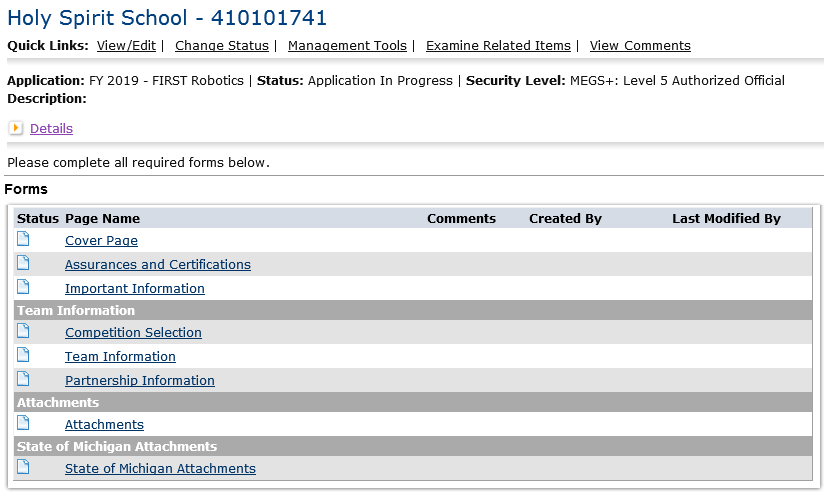 Holy Spirit School - 410101741
Quick Links: View/Edit | Change Status | Management Tools | Examine Related Items | View Comments
Application: FY 2019 - FIRST Robotics | Status: Application In Progress | Security Level: MEGS+: Level 5 Authorized Official
Description:
Details
Please complete all required forms below.
Forms
Status Page Name Comments Created By Last Modified By
Cover Page
Assurances and Certifications
Important Information
Team Information
Competition Selection
Team Information
Partnership Information
Attachments
Attachments
State of Michigan Attachments
State of Michigan Attachments